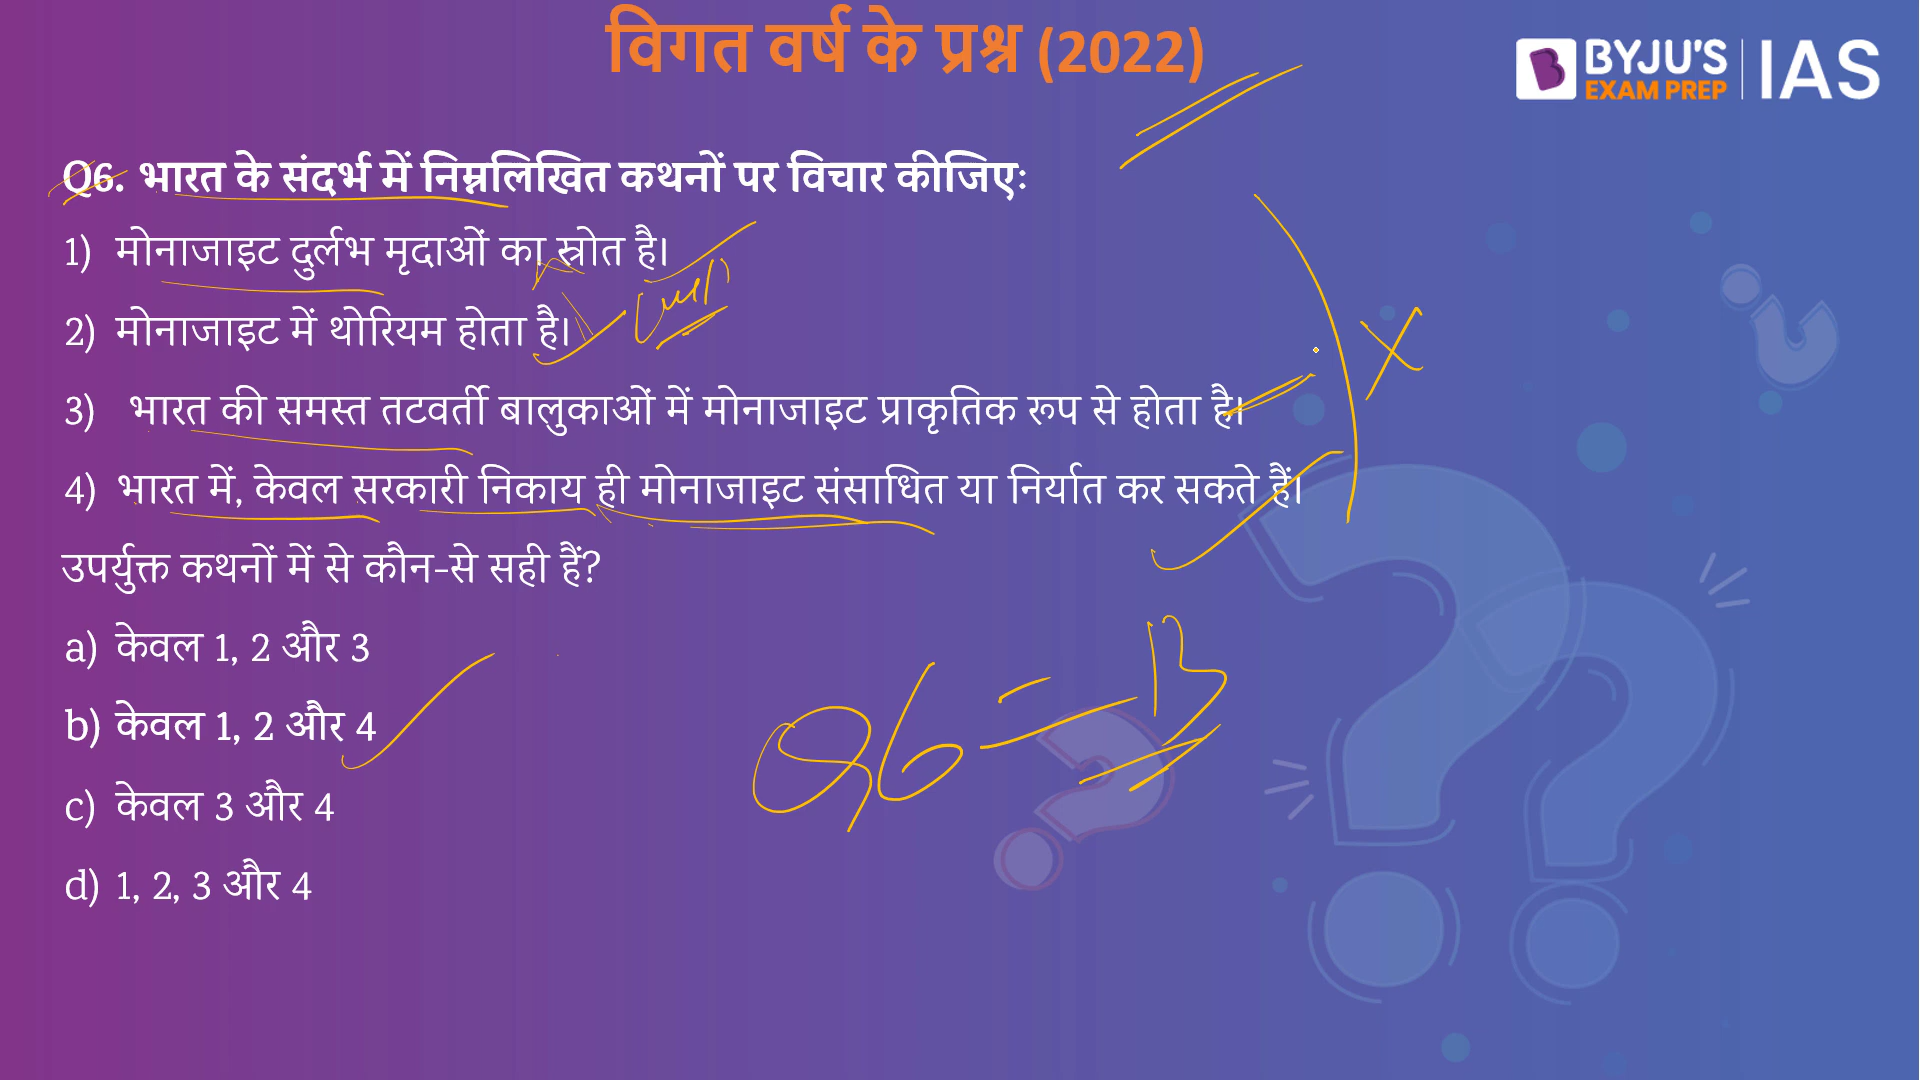 विगत वर्ष के प्रश्न (2022)
BYJU'S
EXAM PREP
IAS
Q6. भारत के संदर्भ में निम्नलिखित कथनों पर विचार कीजिएः
1) मोनाजाइट दुर्लभ मृदाओं का स्रोत है।
2) मोनाजाइट में थोरियम होता है।
3) भारत की समस्त तटवर्ती बालुकाओं में मोनाजाइट प्राकृतिक रूप से होता है।
4) भारत में, केवल सरकारी निकाय ही मोनाजाइट संसाधित या निर्यात कर सकते हैं।
उपर्युक्त कथनों में से कौन-से सही हैं?
a) केवल 1, 2 और 3
b) केवल 1, 2 और 4
c) केवल 3 और 4
d) 1, 2, 3 और 4
Q6 = B